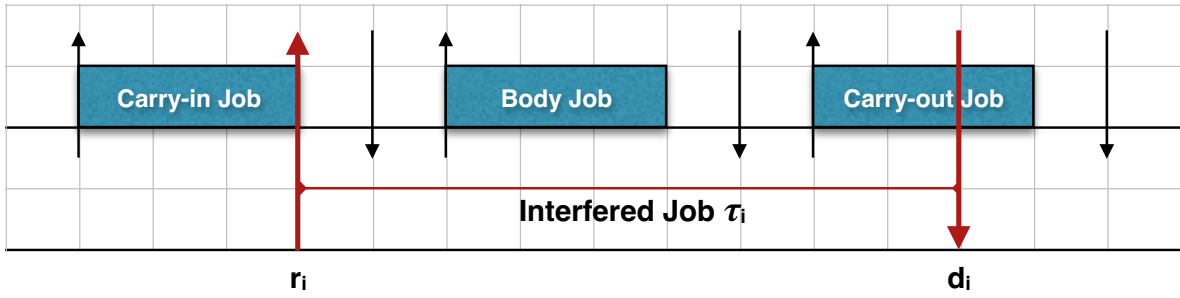 Carry-in Job
Body Job
Carry-out Job
Interfered Job τi
ri
di